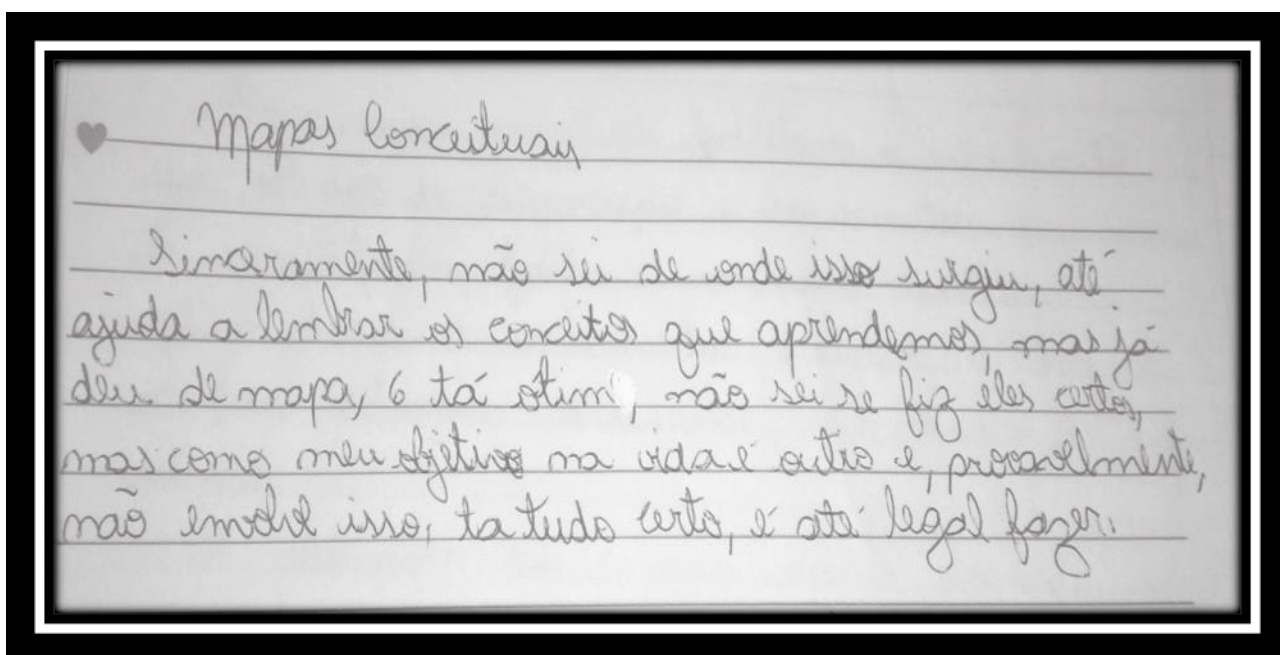 Mapas Conceituais
Sinceramente, não sei de onde isso surgiu, até
ajuda a lembrar os conceitos que aprendemos, mas já
deu de mapa, 6 tá ótim, não sei se fiz eles certos,
mas como meu objetivo na vida é outro e, provavelmente,
não envolve isso, ta tudo certo, é até legal fazer.